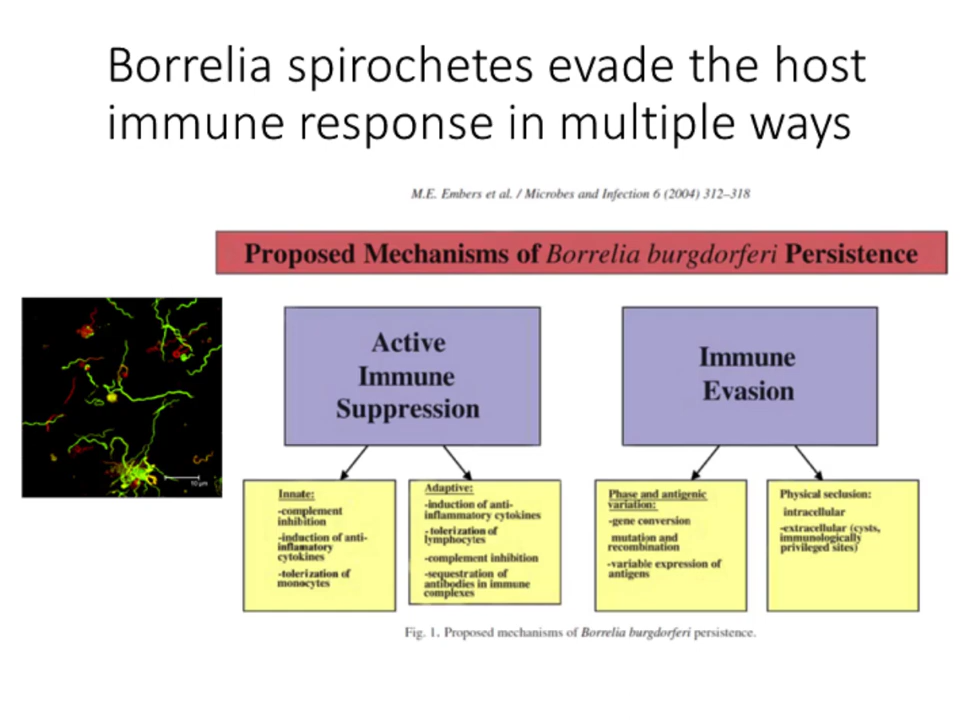 Borrelia spirochetes evade the host
immune response in multiple ways
M.E. Embers et al. / Microbes and Infection 6 (2004) 312–318
Proposed Mechanisms of Borrelia burgdorferi Persistence
Active
Immune
Suppression
Immune
Evasion
Innate:
-complement
inhibition
-induction of anti-
inflamatory
cytokines
-tolerization of
monocytes
Adaptive:
-induction of anti-
inflammatory cytokines
-tolerization of
lymphocytes
-complement inhibition
-sequestration of
antibodies in immune
complexes
Phase and antigenic
variation:
-gene conversion
mutation and
recombination
-variable expression of
antigens
Physical seclusion:
intracellular
-extracellular (cysts,
immunologically
privileged sites)
10 µm
Fig. 1. Proposed mechanisms of Borrelia burgdorferi persistence.